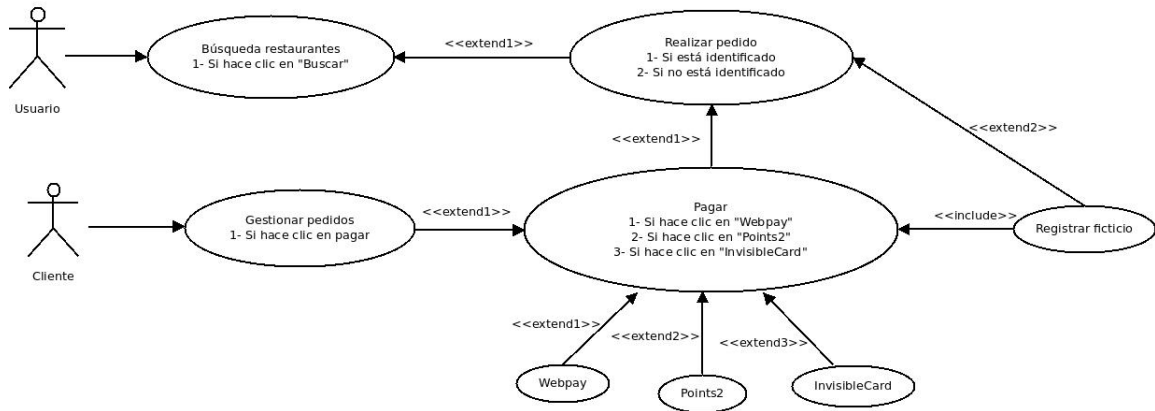 Usuario
Búsqueda restaurantes
1- Si hace clic en "Buscar"
<<extend1>>
Realizar pedido
1- Si está identificado
2- Si no está identificado
<<extend1>>
<<extend2>>
Cliente
Gestionar pedidos
1- Si hace clic en pagar
<<extend1>>
Pagar
1- Si hace clic en "Webpay"
2- Si hace clic en "Points2"
3- Si hace clic en "InvisibleCard"
<<include>>
Registrar ficticio
<<extend1>>
<<extend2>>
<<extend3>>
Webpay
Points2
InvisibleCard